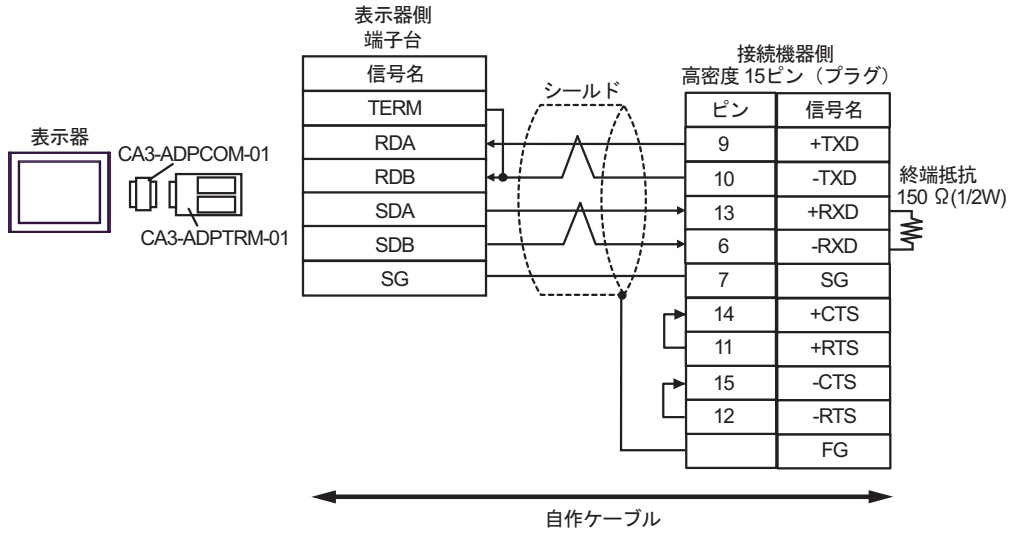 表示器側
端子台
信号名
TERM
RDA
RDB
SDA
SDB
SG
シールド
接続機器側
高密度 15ピン（プラグ）
ピン 信号名
9 +TXD
10 -TXD
13 +RXD
6 -RXD
7 SG
14 +CTS
11 +RTS
15 -CTS
12 -RTS
FG
終端抵抗
150 Ω(1/2W)
表示器
CA3-ADPCOM-01
CA3-ADPTRM-01
自作ケーブル